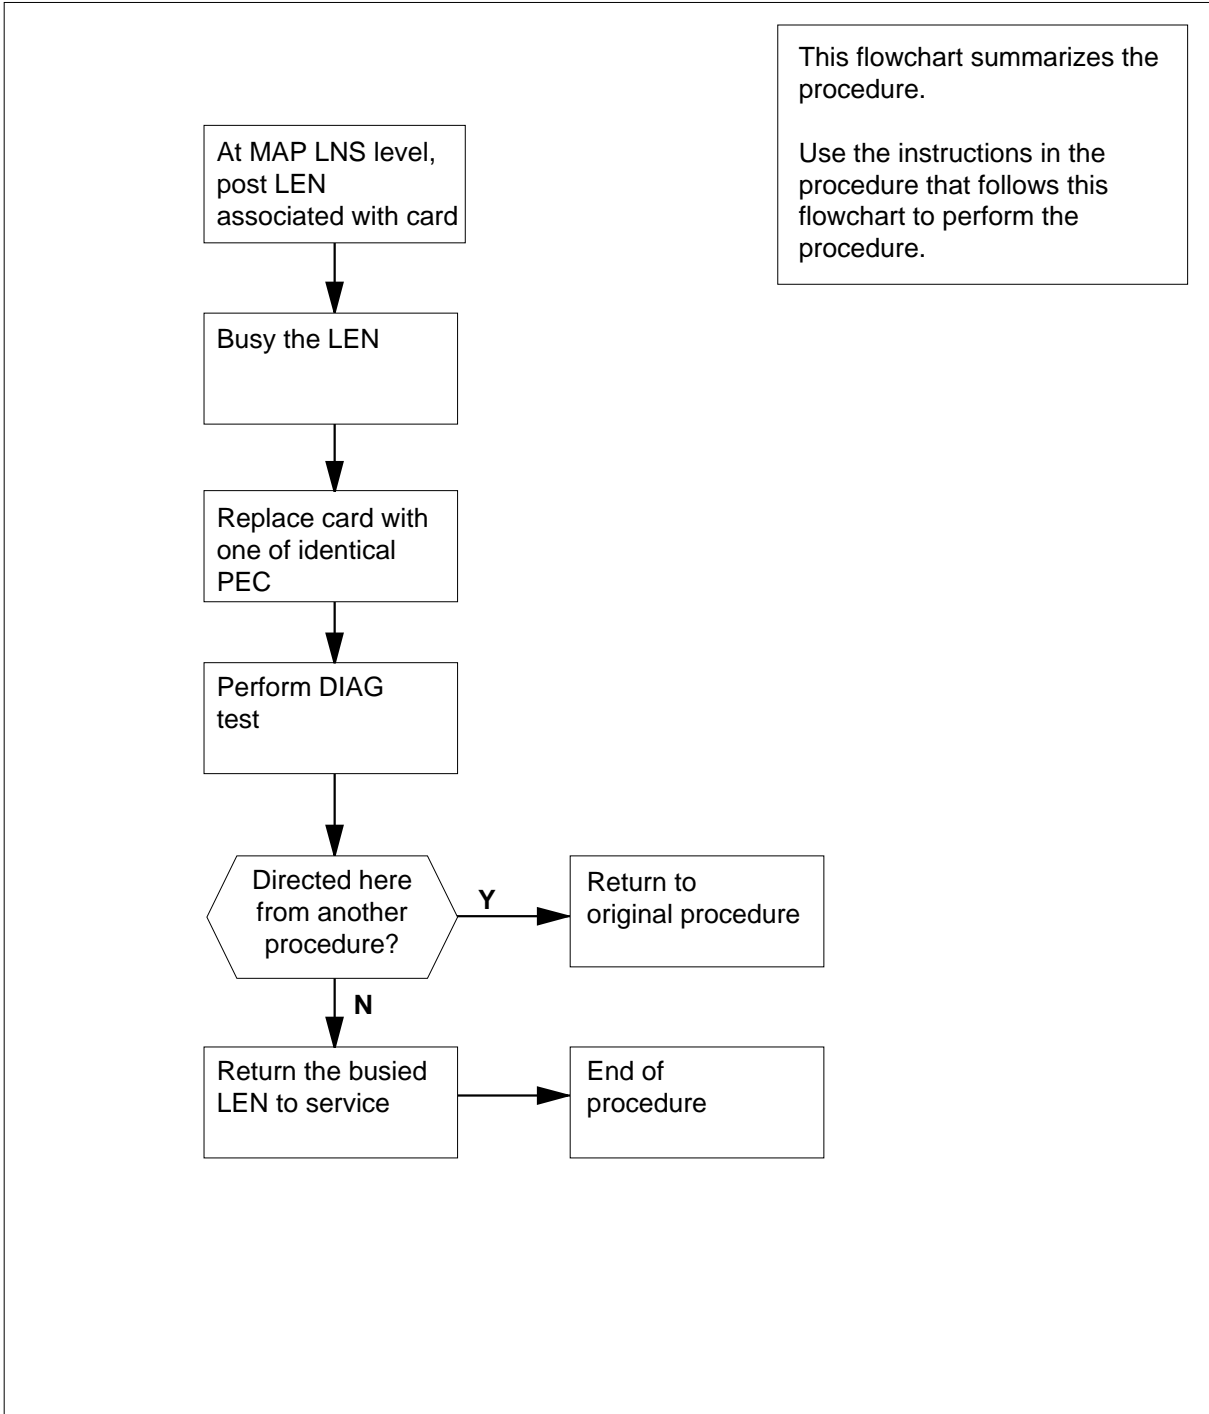 This flowchart summarizes the
procedure.
Use the instructions in the
procedure that follows this
flowchart to perform the
procedure.
At MAP LNS level,
post LEN
associated with card
Busy the LEN
Replace card with
one of identical
PEC
Perform DIAG
test
Directed here
from another
procedure?
Y
Return to
original procedure
N
Return the busied
LEN to service
End of
procedure